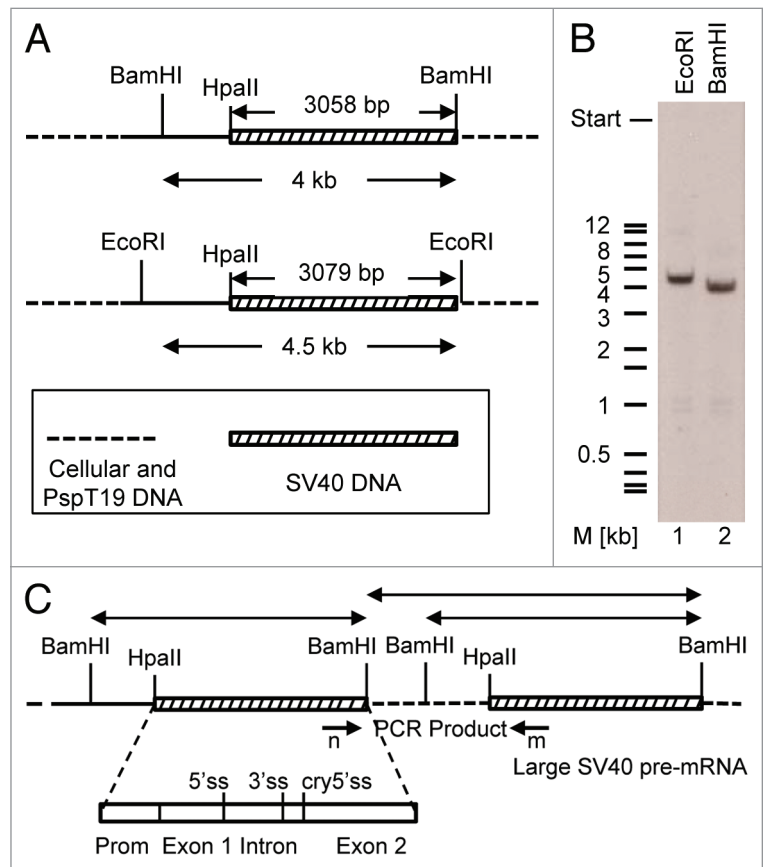 A
BamHI
BamHI
HpaII
3058 bp
4 kb
EcoRI
EcoRI
HpaII
3079 bp
4.5 kb
Cellular and
PspT19 DNA
SV40 DNA
B
EcoRI
BamHI
Start
12
8
5
4
3
2
1
0.5
M [kb] 1 2
C
BamHI
HpaII
BamHI
BamHI
HpaII
BamHI
n
PCR Product
m
Large SV40 pre-mRNA
5'ss
3'ss
cry5'ss
Prom Exon 1 Intron Exon 2